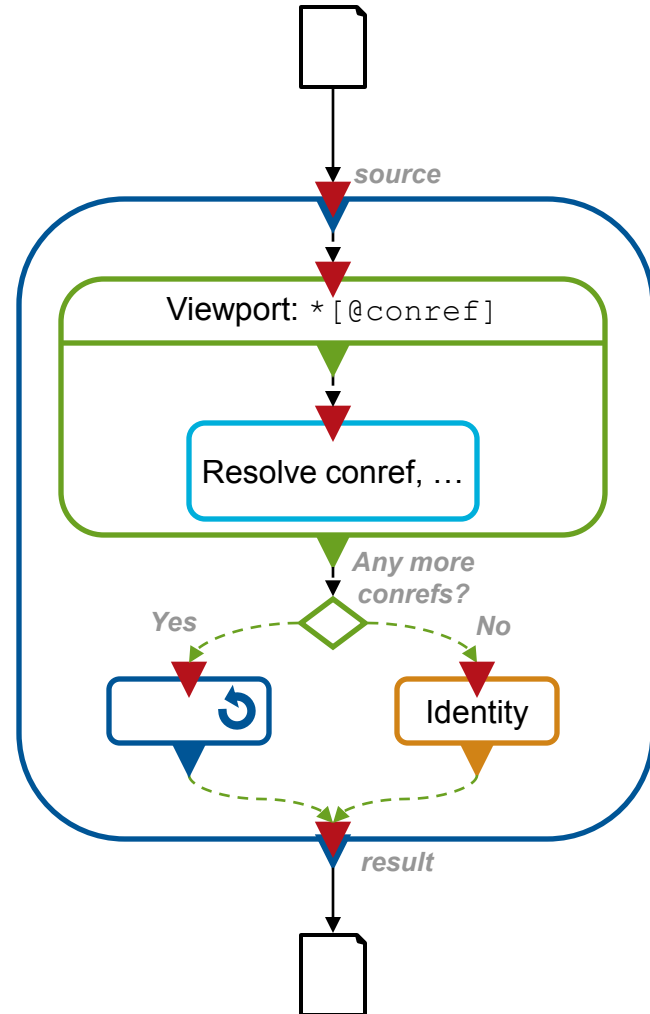 source
Viewport: *[@conref]
Resolve conref, …
Any more
conrefs?
Yes
No
Identity
result